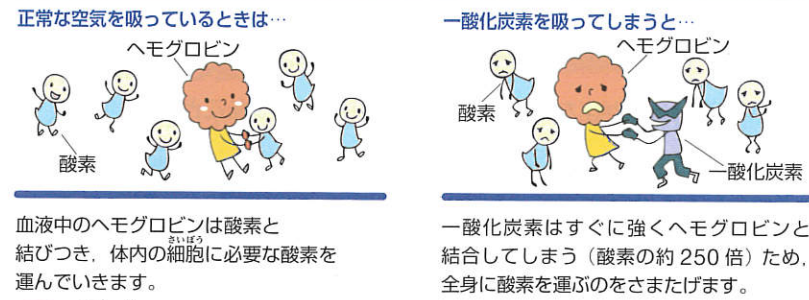 正常な空気を吸っているときは…
ヘモグロビン
酸素
血液中のヘモグロビンは酸素と
結びつき，体内の細胞に必要な酸素を
さいぼう
運んでいきます。
一酸化炭素を吸ってしまうと…
ヘモグロビン
酸素
一酸化炭素
一酸化炭素はすぐに強くヘモグロビンと
結合してしまう（酸素の約 250 倍）ため，
全身に酸素を運ぶのをさまたげます。